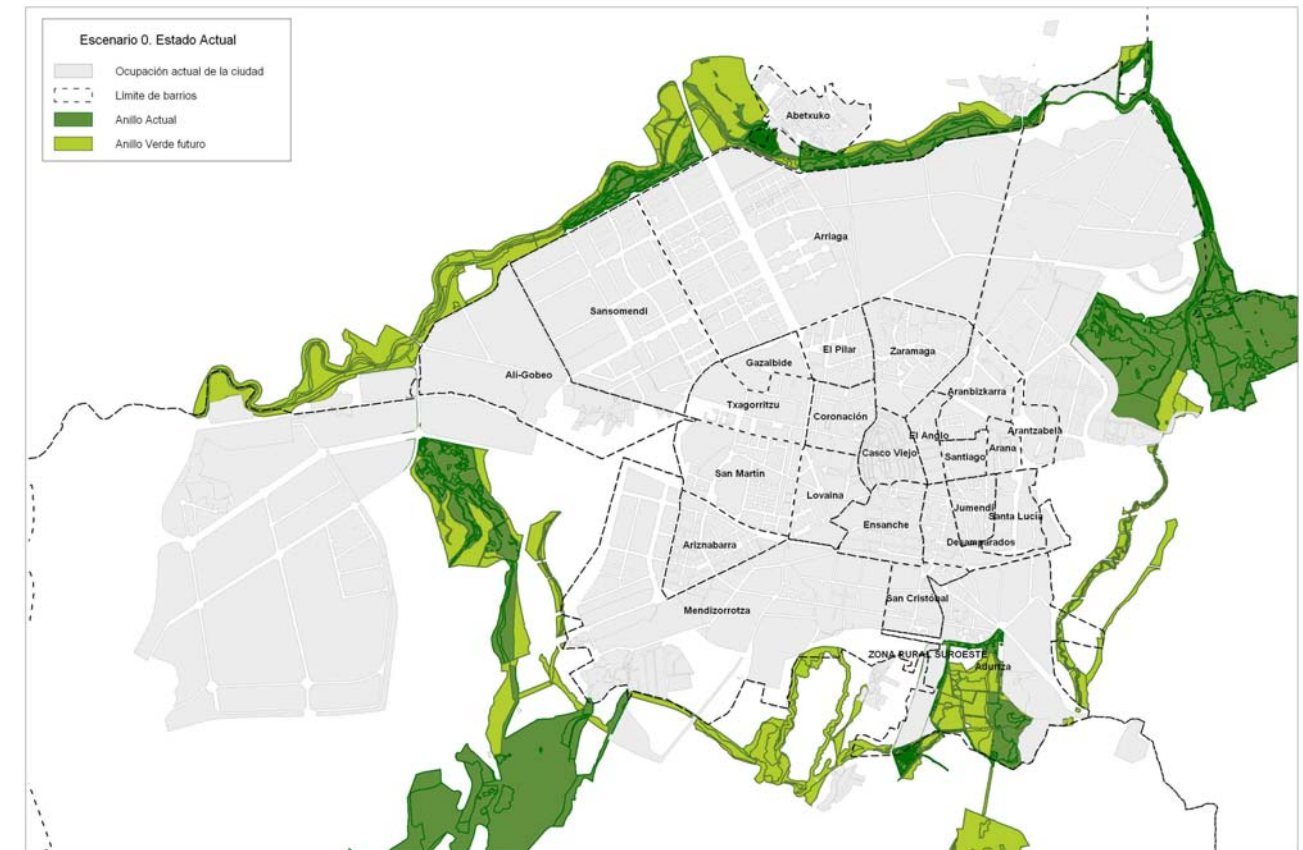 Escenario 0. Estado Actual
Ocupación actual de la ciudad
Límite de barrios
Anillo Actual
Anillo Verde futuro
Abetxuko
Arriaga
Sansomendi
El Pilar
Zaramaga
Gazalbide
Ali-Gobeo
Aranbizkarra
Txagorritzu
Coronación
Arantzabela
El Anglo
Arana
Casco Viejo
Santiago
San Martín
Lovaina
Jumendi
Santa Lucía
Ensanche
Desamparados
Ariznabarra
San Cristóbal
Mendizorrotza
ZONA RURAL SUROESTE
Adurtza